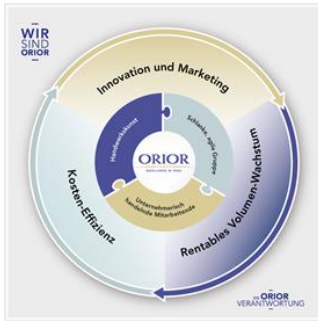 WIR
SIND
ORIOR
Innovation und Marketing
Handwerkskunst
Schlanke, agile Gruppe
ORIOR
Kosten-Effizienz
Unternehmerisch
handelnde Mitarbeitende
Rentables Volumen-Wachstum
ORIOR
VERANTWORTUNG